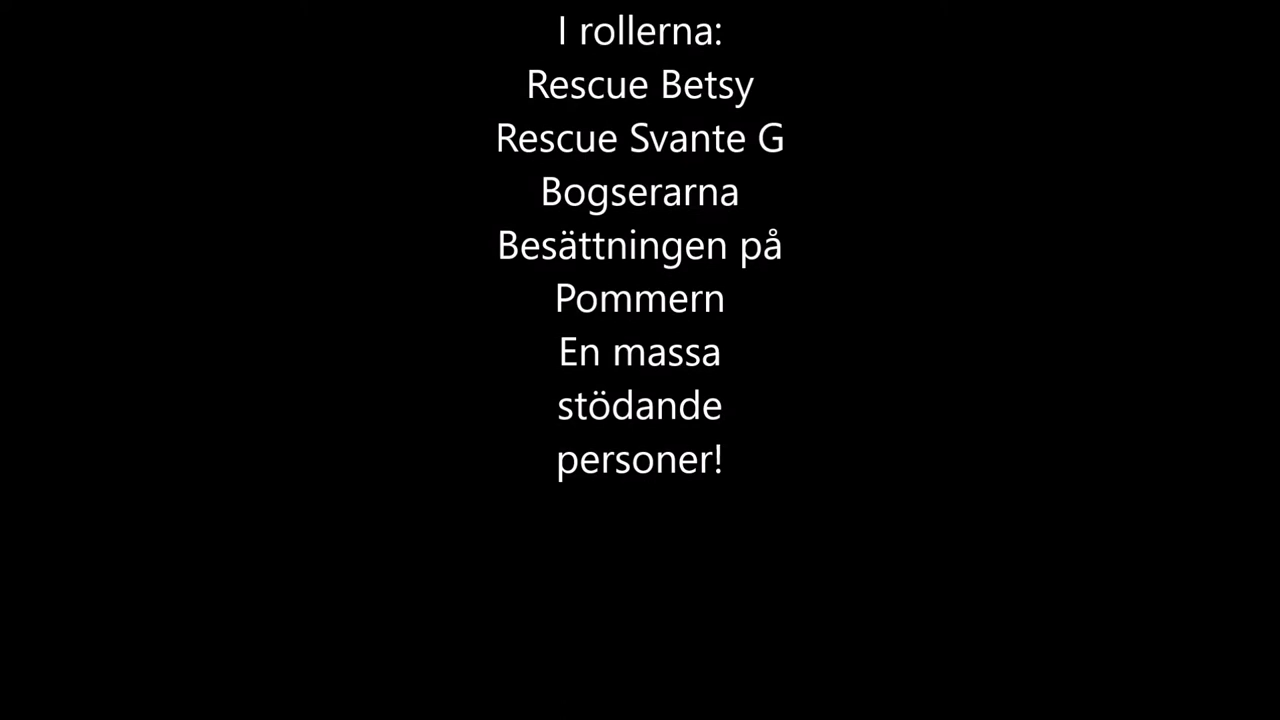 I rollerna:
Rescue Betsy
Rescue Svante G
Bogserarna
Besättningen på
Pommern
En massa
stödande
personer!